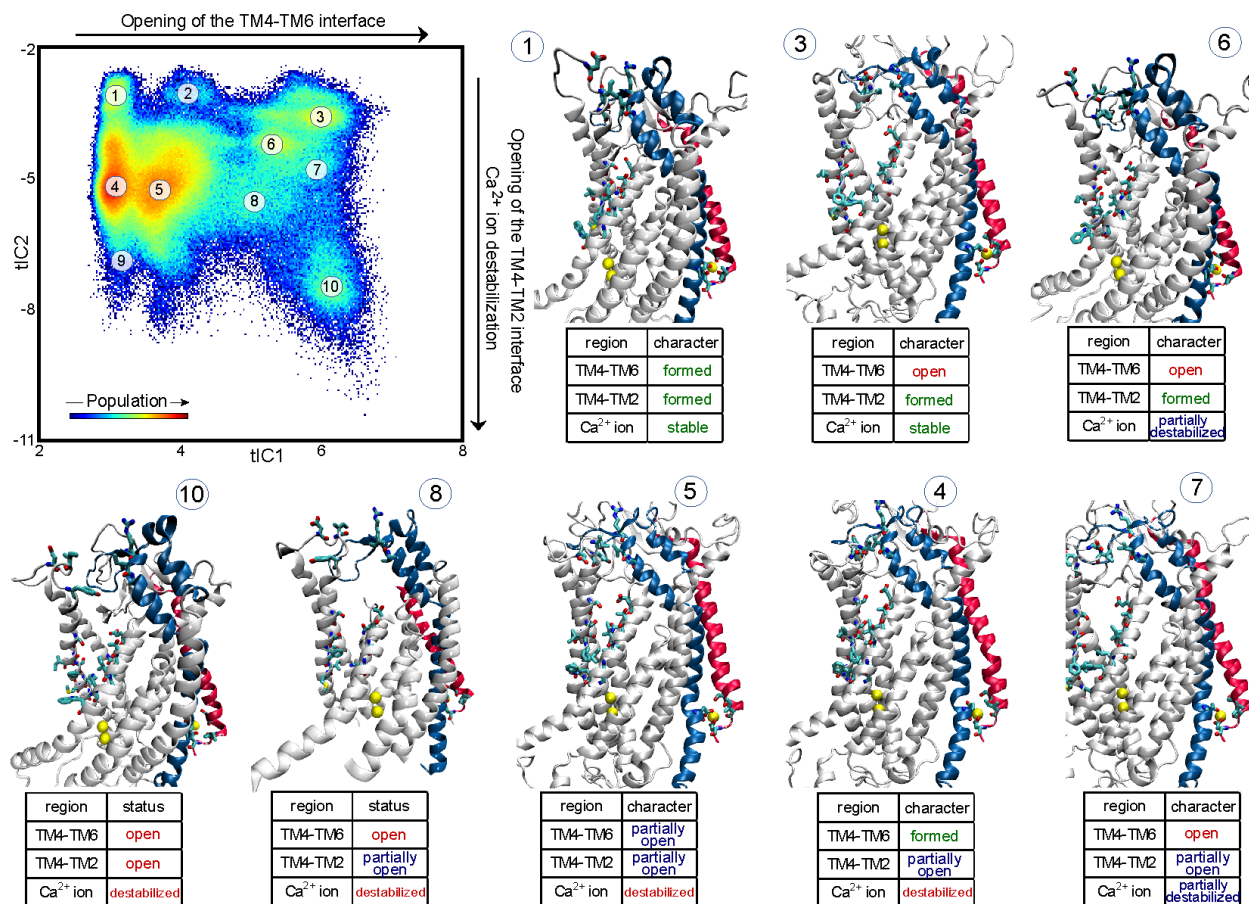 Opening of the TM4-TM6 interface
-2
-5
-8
-11
2
4
6
8
tIC2
tIC1
1
2
3
6
7
4
5
8
9
10
— Population →
Opening of the TM4-TM2 interface
Ca²⁺ ion destabilization
1
region character
TM4-TM6 formed
TM4-TM2 formed
Ca²⁺ ion stable
3
region character
TM4-TM6 open
TM4-TM2 formed
Ca²⁺ ion stable
6
region character
TM4-TM6 open
TM4-TM2 formed
Ca²⁺ ion partially
destabilized
10
region status
TM4-TM6 open
TM4-TM2 open
Ca²⁺ ion destabilized
8
region status
TM4-TM6 open
TM4-TM2 partially
open
Ca²⁺ ion destabilized
5
region character
TM4-TM6 partially
open
TM4-TM2 partially
open
Ca²⁺ ion destabilized
4
region character
TM4-TM6 formed
TM4-TM2 partially
open
Ca²⁺ ion destabilized
7
region character
TM4-TM6 open
TM4-TM2 partially
open
Ca²⁺ ion partially
destabilized